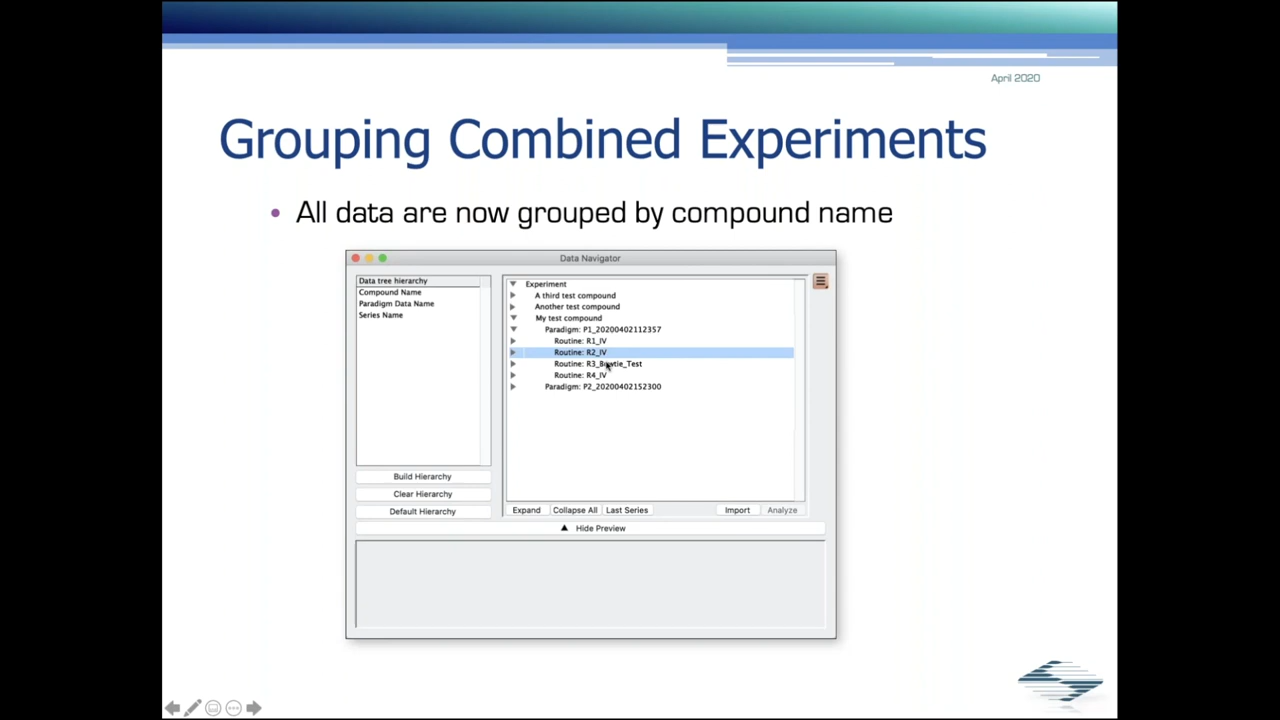 April 2020
Grouping Combined Experiments
• All data are now grouped by compound name
Data Navigator
Data tree hierarchy
Compound Name
Paradigm Data Name
Series Name
Build Hierarchy
Clear Hierarchy
Default Hierarchy
Experiment
A third test compound
Another test compound
My test compound
Paradigm: P1_20200402112357
Routine: R1_IV
Routine: R2_IV
Routine: R3_Bowtie_Test
Routine: R4_IV
Paradigm: P2_20200402152300
Expand Collapse All Last Series Import Analyze
Hide Preview